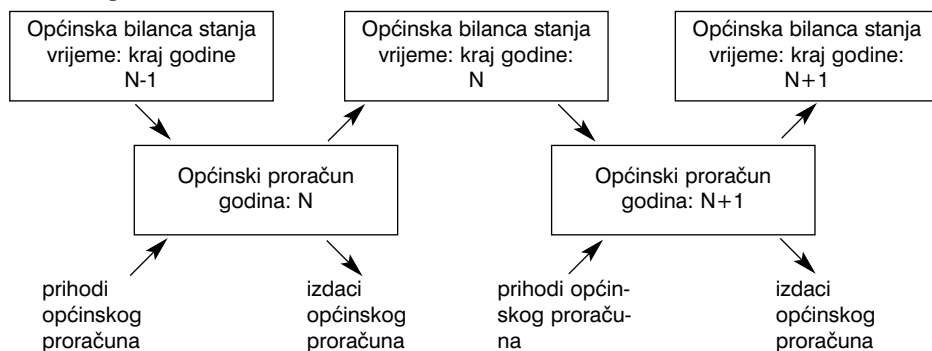 Općinska bilanca stanja
vrijeme: kraj godine
N-1
Općinska bilanca stanja
vrijeme: kraj godine:
N
Općinska bilanca stanja
vrijeme: kraj godine:
N+1
Općinski proračun
godina: N
Općinski proračun
godina: N+1
prihodi
općinskog
proračuna
izdaci
općinskog
proračuna
prihodi općin-
skog proraču-
na
izdaci
općinskog
proračuna